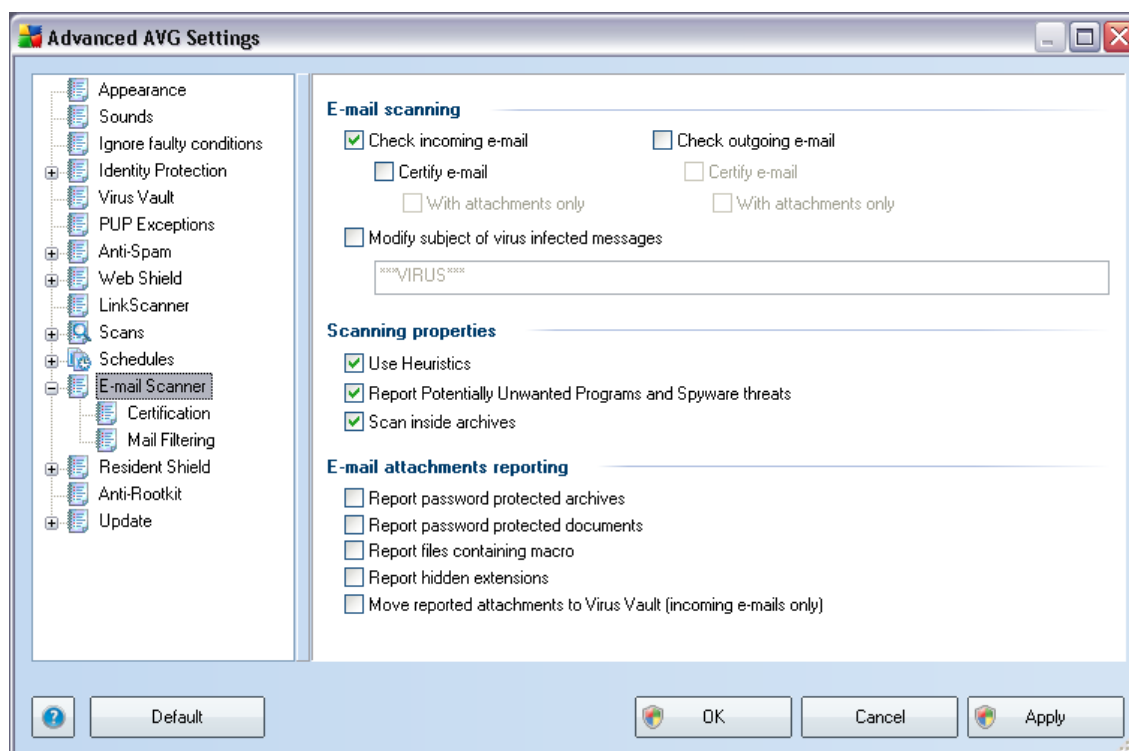 Advanced AVG Settings
Appearance
Sounds
Ignore faulty conditions
Identity Protection
Virus Vault
PUP Exceptions
Anti-Spam
Web Shield
LinkScanner
Scans
Schedules
E-mail Scanner
Certification
Mail Filtering
Resident Shield
Anti-Rootkit
Update
E-mail scanning
Check incoming e-mail
Check outgoing e-mail
Certify e-mail
Certify e-mail
With attachments only
With attachments only
Modify subject of virus infected messages
***VIRUS***
Scanning properties
Use Heuristics
Report Potentially Unwanted Programs and Spyware threats
Scan inside archives
E-mail attachments reporting
Report password protected archives
Report password protected documents
Report files containing macro
Report hidden extensions
Move reported attachments to Virus Vault (incoming e-mails only)
?
Default
OK
Cancel
Apply